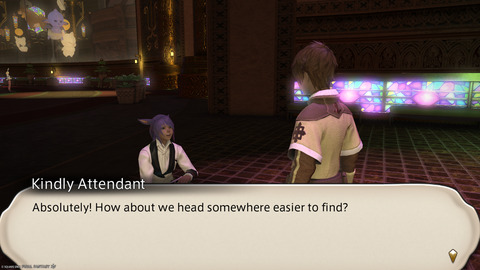 Kindly Attendant
Absolutely! How about we head somewhere easier to find?